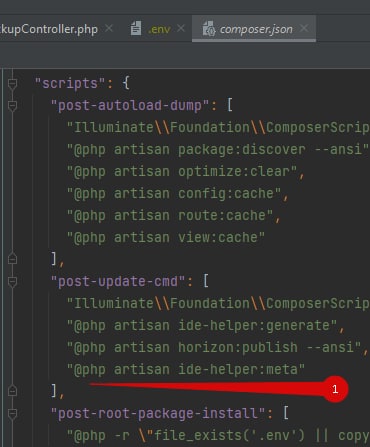 kupController.php × .env × composer.json ×
"scripts": {
"post-autoload-dump": [
"Illuminate\\Foundation\\ComposerScrip
"@php artisan package:discover --ansi"
"@php artisan optimize:clear",
"@php artisan config:cache",
"@php artisan route:cache",
"@php artisan view:cache"
],
"post-update-cmd": [
"Illuminate\\Foundation\\ComposerScrip
"@php artisan ide-helper:generate",
"@php artisan horizon:publish --ansi",
"@php artisan ide-helper:meta"
1
],
"post-root-package-install": [
"@php -r \"file_exists('.env') || copy